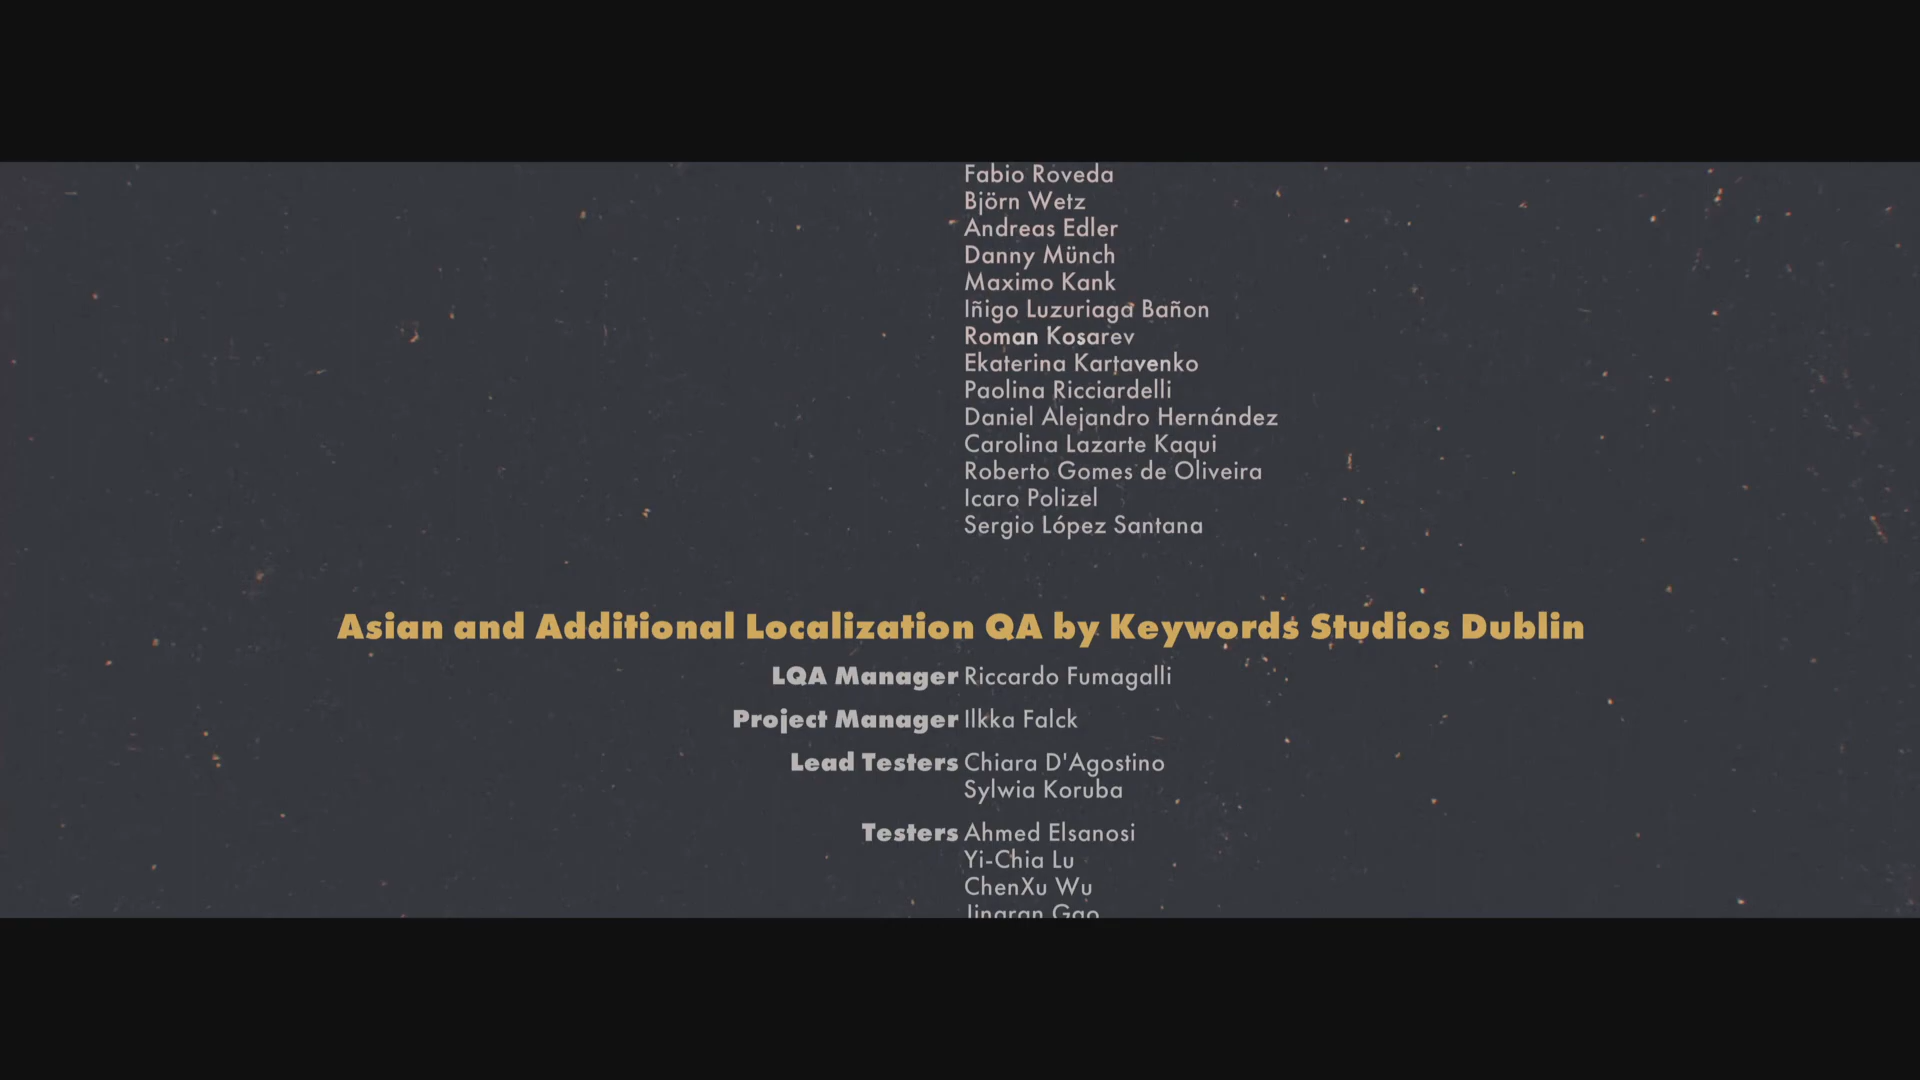 Fabio Roveda
Björn Wetz
Andreas Edler
Danny Münch
Maximo Kank
Iñigo Luzuriaga Bañon
Roman Kosarev
Ekaterina Kartavenko
Paolina Ricciardelli
Daniel Alejandro Hernández
Carolina Lazarte Kaqui
Roberto Gomes de Oliveira
Icaro Polizel
Sergio López Santana
Asian and Additional Localization QA by Keywords Studios Dublin
LQA Manager Riccardo Fumagalli
Project Manager Ilkka Falck
Lead Testers Chiara D'Agostino
Sylwia Koruba
Testers Ahmed Elsanosi
Yi-Chia Lu
ChenXu Wu
Jingran Gao